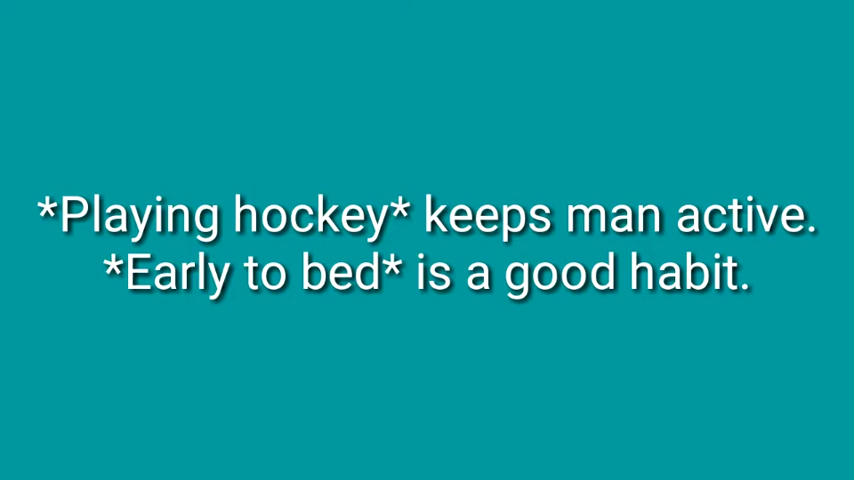 *Playing hockey* keeps man active.
*Early to bed* is a good habit.